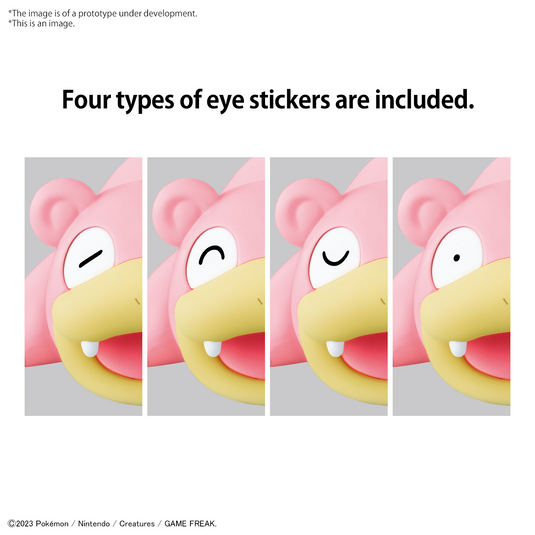 *The image is of a prototype under development.
*This is an image.
Four types of eye stickers are included.
©2023 Pokémon / Nintendo / Creatures / GAME FREAK.